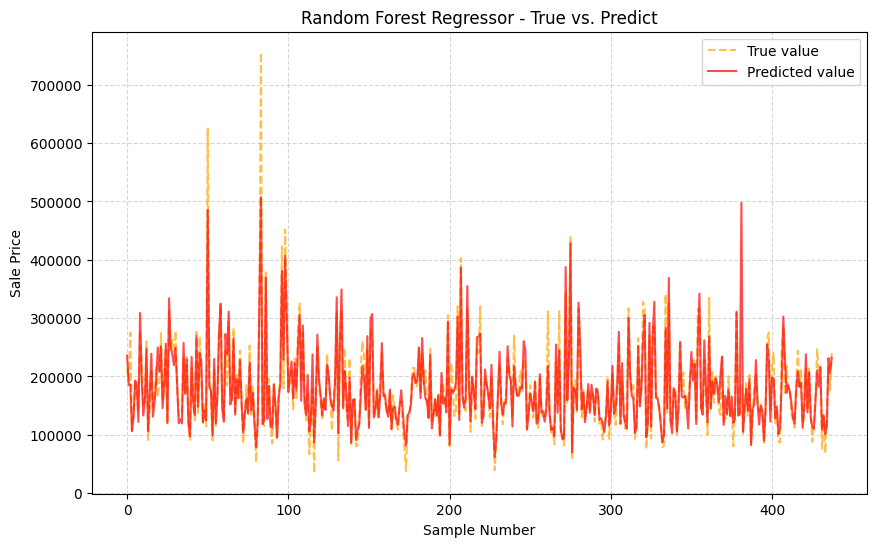 Random Forest Regressor - True vs. Predict
True value
Predicted value
Sale Price
700000
600000
500000
400000
300000
200000
100000
0
0 100 200 300 400
Sample Number